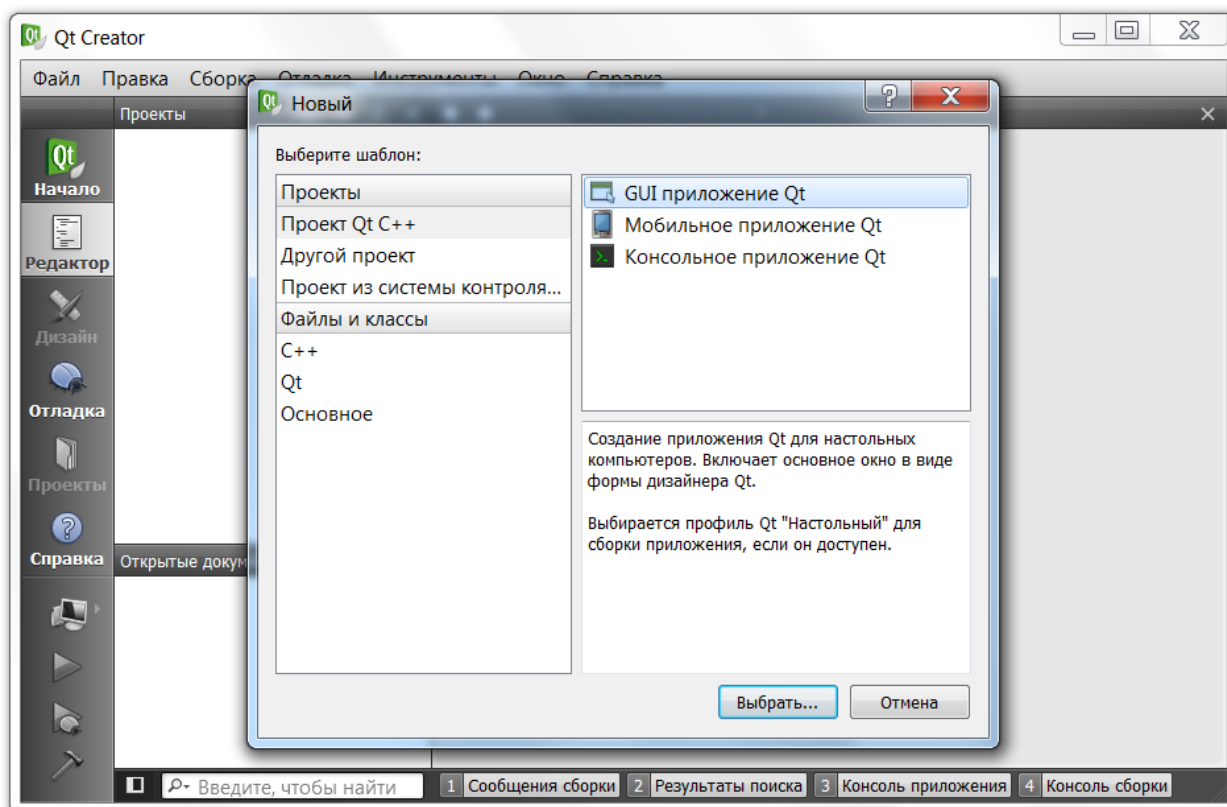 Qt Creator
Файл Правка Сборка Отладка Инструменты Окно Справка
Проекты
Начало
Редактор
Дизайн
Отладка
Проекты
Справка
Открытые докум
Новый
Выберите шаблон:
Проекты
Проект Qt C++
Другой проект
Проект из системы контроля...
Файлы и классы
C++
Qt
Основное
GUI приложение Qt
Мобильное приложение Qt
Консольное приложение Qt
Создание приложения Qt для настольных
компьютеров. Включает основное окно в виде
формы дизайнера Qt.
Выбирается профиль Qt "Настольный" для
сборки приложения, если он доступен.
Выбрать... Отмена
Введите, чтобы найти 1 Сообщения сборки 2 Результаты поиска 3 Консоль приложения 4 Консоль сборки